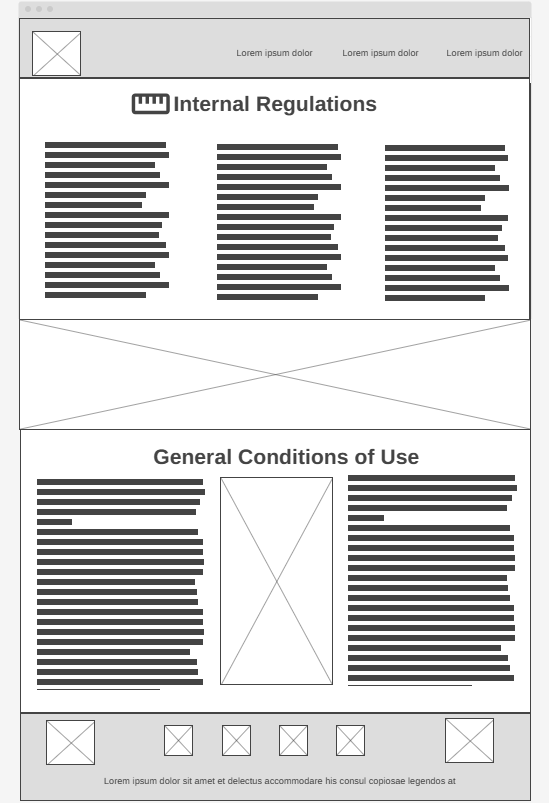 Lorem ipsum dolor
Lorem ipsum dolor
Lorem ipsum dolor
Internal Regulations
General Conditions of Use
Lorem ipsum dolor sit amet et delectus accommodare his consul copiosae legendos at